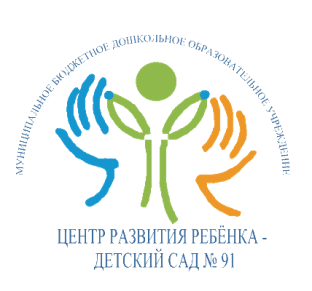 МУНИЦИПАЛЬНОЕ БЮДЖЕТНОЕ ДОШКОЛЬНОЕ ОБРАЗОВАТЕЛЬНОЕ УЧРЕЖДЕНИЕ
ЦЕНТР РАЗВИТИЯ РЕБЁНКА -
ДЕТСКИЙ САД № 91